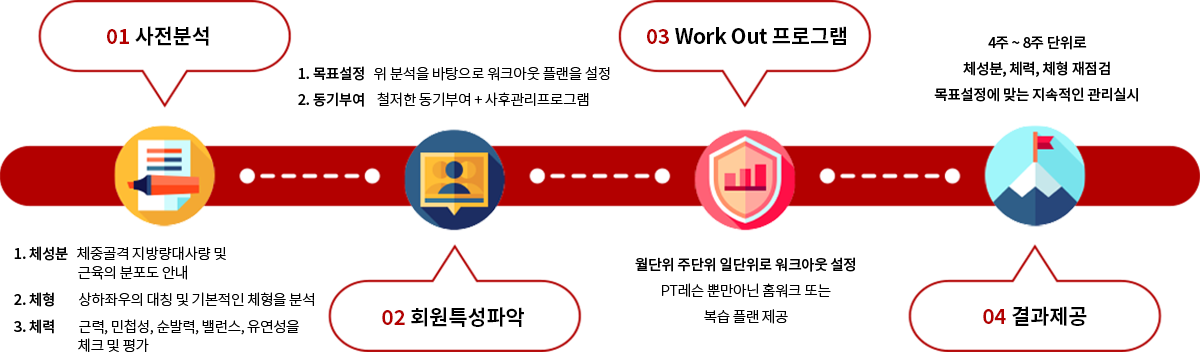 01 사전분석
1. 체성분 체중골격 지방량대사량 및
근육의 분포도 안내
2. 체형 상하좌우의 대칭 및 기본적인 체형을 분석
3. 체력 근력, 민첩성, 순발력, 밸런스, 유연성을
체크 및 평가
1. 목표설정 위 분석을 바탕으로 워크아웃 플랜을 설정
2. 동기부여 철저한 동기부여 + 사후관리프로그램
02 회원특성파악
03 Work Out 프로그램
월단위 주단위 일단위로 워크아웃 설정
PT레슨 뿐만아닌 홈워크 또는
복습 플랜 제공
4주 ~ 8주 단위로
체성분, 체력, 체형 재점검
목표설정에 맞는 지속적인 관리실시
04 결과제공